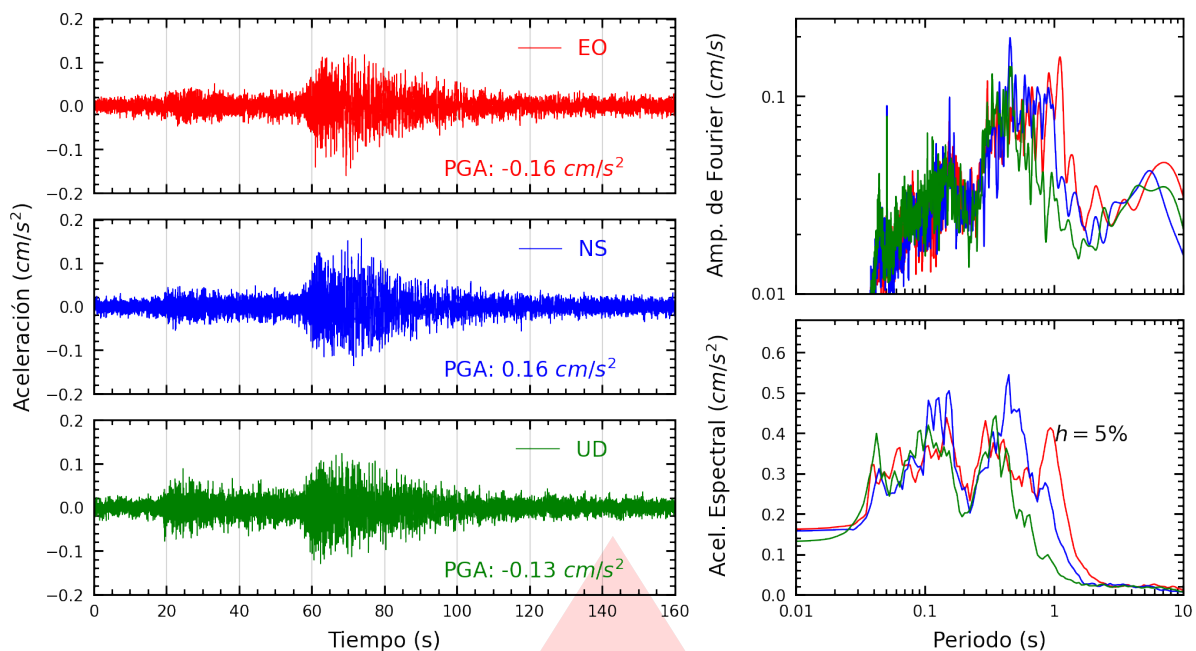 Aceleración (cm/s²)
0.2
0.1
0.0
−0.1
−0.2
EO
PGA: -0.16 cm/s²
0.2
0.1
0.0
−0.1
−0.2
NS
PGA: 0.16 cm/s²
0.2
0.1
0.0
−0.1
−0.2
UD
PGA: -0.13 cm/s²
0 20 40 60 80 100 120 140 160
Tiempo (s)
Amp. de Fourier (cm/s)
0.1
0.01
Acel. Espectral (cm/s²)
0.6
0.5
0.4
0.3
0.2
0.1
0.0
h = 5%
0.01 0.1 1 10
Periodo (s)